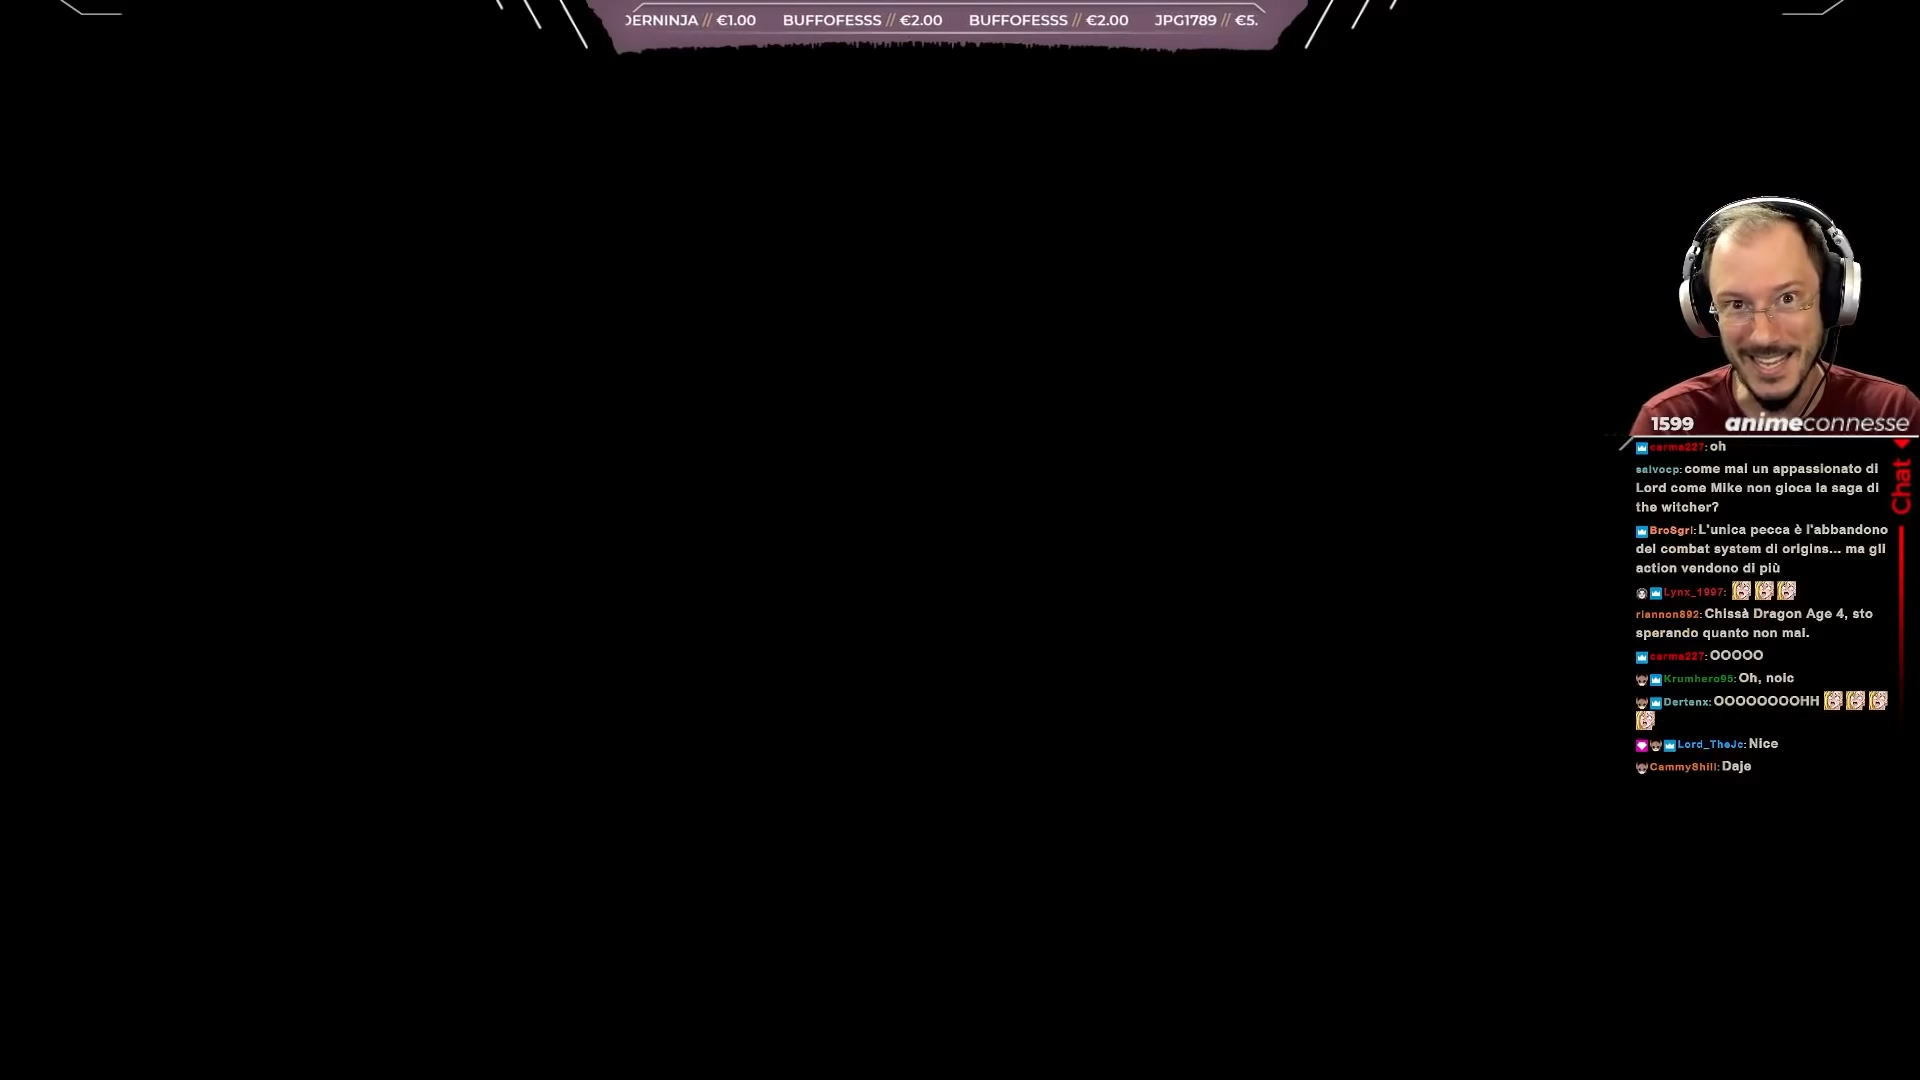 DERNINJA // €1.00 BUFFOFESSS // €2.00 BUFFOFESSS // €2.00 JPG1789 // €5.
1599 animeconnesse
Chat
carma227: oh
salvocp: come mai un appassionato di
Lord come Mike non gioca la saga di
the witcher?
BroSgrl: L'unica pecca è l'abbandono
del combat system di origins... ma gli
action vendono di più
Lynx_1997:
riannon892: Chissà Dragon Age 4, sto
sperando quanto non mai.
carma227: OOOOO
Krumhero95: Oh, noic
Dertenx: OOOOOOOOHH
Lord_TheJc: Nice
CammyShill: Daje